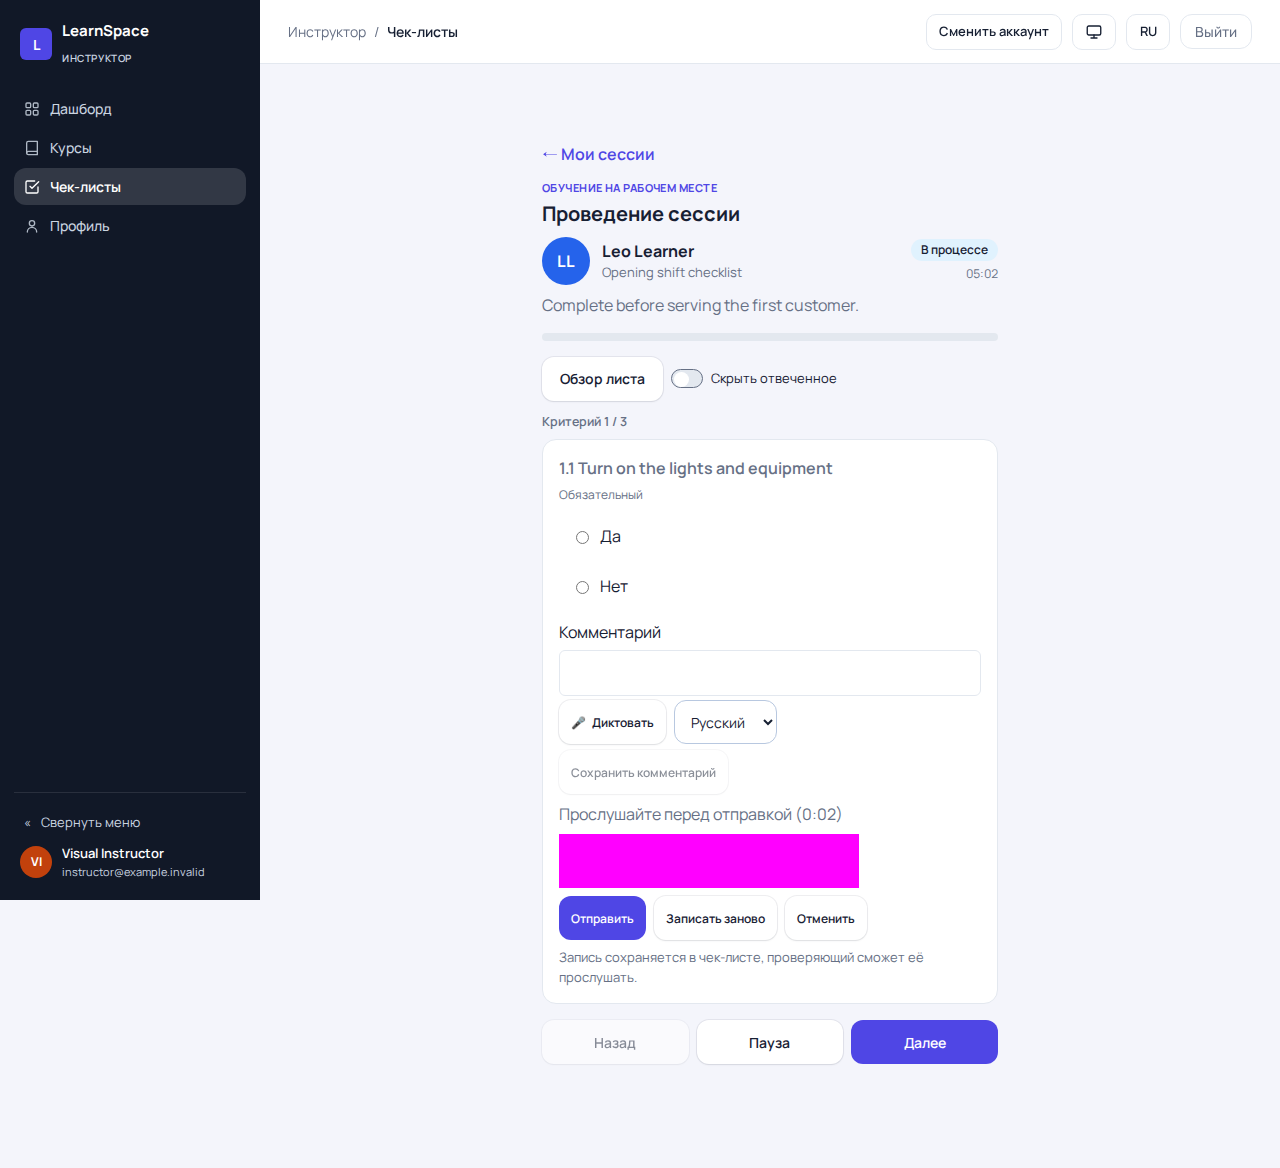 L
LearnSpace
ИНСТРУКТОР
Дашборд
Курсы
Чек-листы
Профиль
« Свернуть меню
VI
Visual Instructor
instructor@example.invalid
Инструктор / Чек-листы
Сменить аккаунт
RU
Выйти
← Мои сессии
ОБУЧЕНИЕ НА РАБОЧЕМ МЕСТЕ
Проведение сессии
LL
Leo Learner
Opening shift checklist
В процессе
05:02
Complete before serving the first customer.
Обзор листа
Скрыть отвеченное
Критерий 1 / 3
1.1 Turn on the lights and equipment
Обязательный
Да
Нет
Комментарий
🎤 Диктовать
Русский
Сохранить комментарий
Прослушайте перед отправкой (0:02)
Отправить
Записать заново
Отменить
Запись сохраняется в чек-листе, проверяющий сможет её
прослушать.
Назад
Пауза
Далее